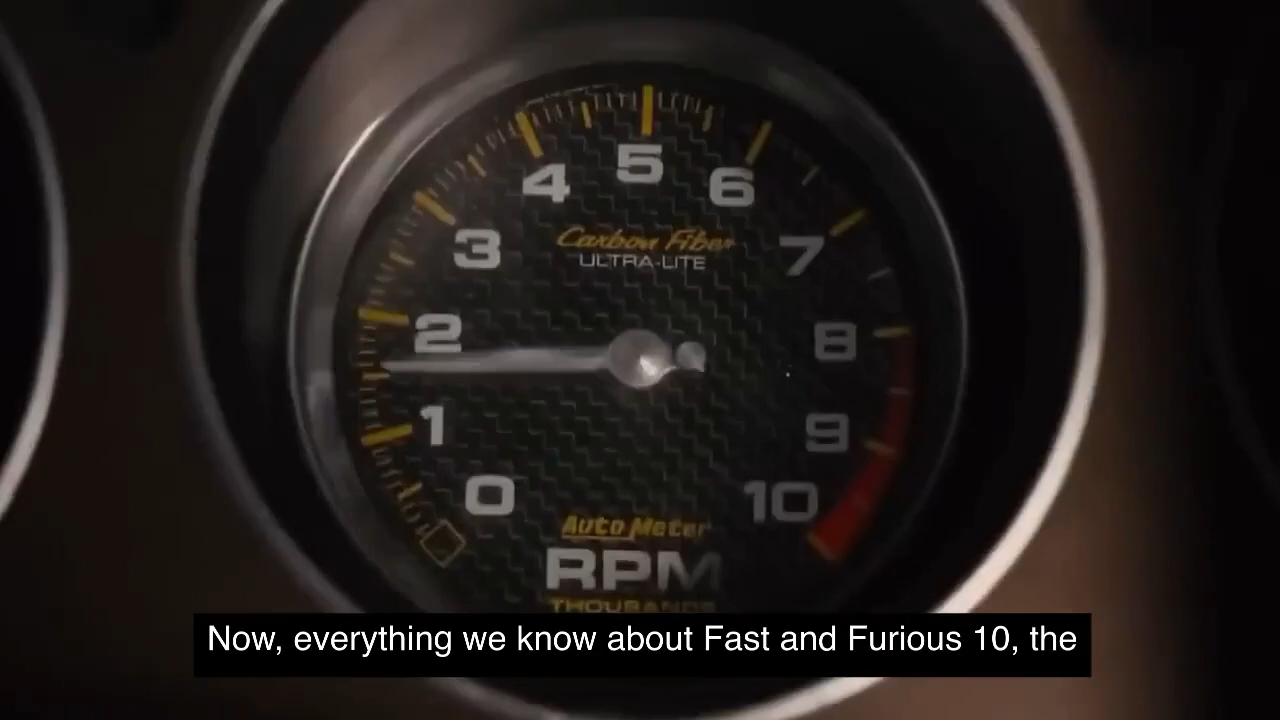 5
4
6
3
7
Carbon Fiber
ULTRA-LITE
2
8
1
9
0
10
Auto Meter
RPM
THOUSANDS
Now, everything we know about Fast and Furious 10, the